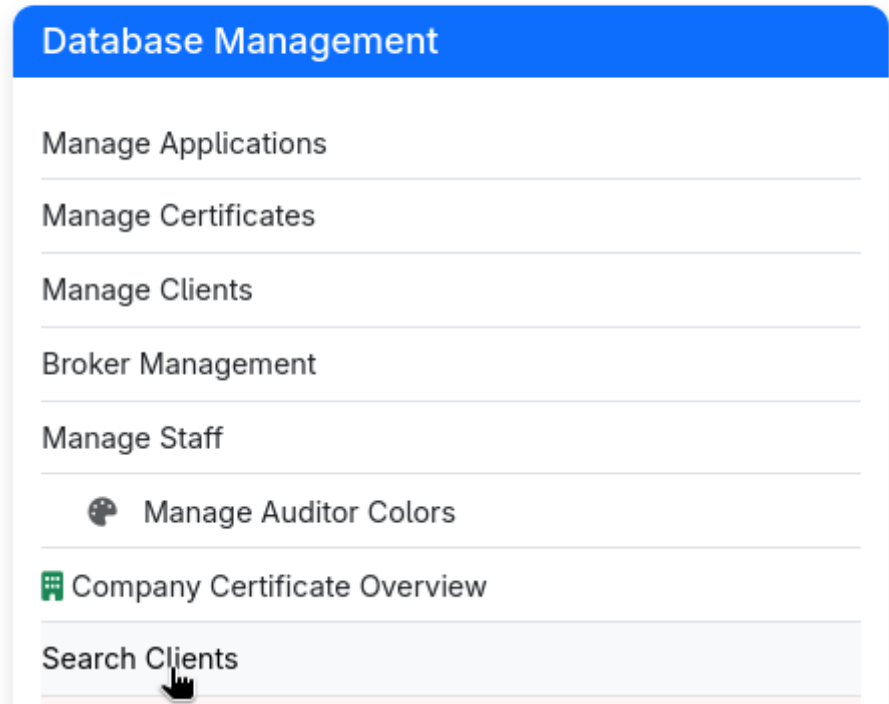 Database Management
Manage Applications
Manage Certificates
Manage Clients
Broker Management
Manage Staff
Manage Auditor Colors
Company Certificate Overview
Search Clients